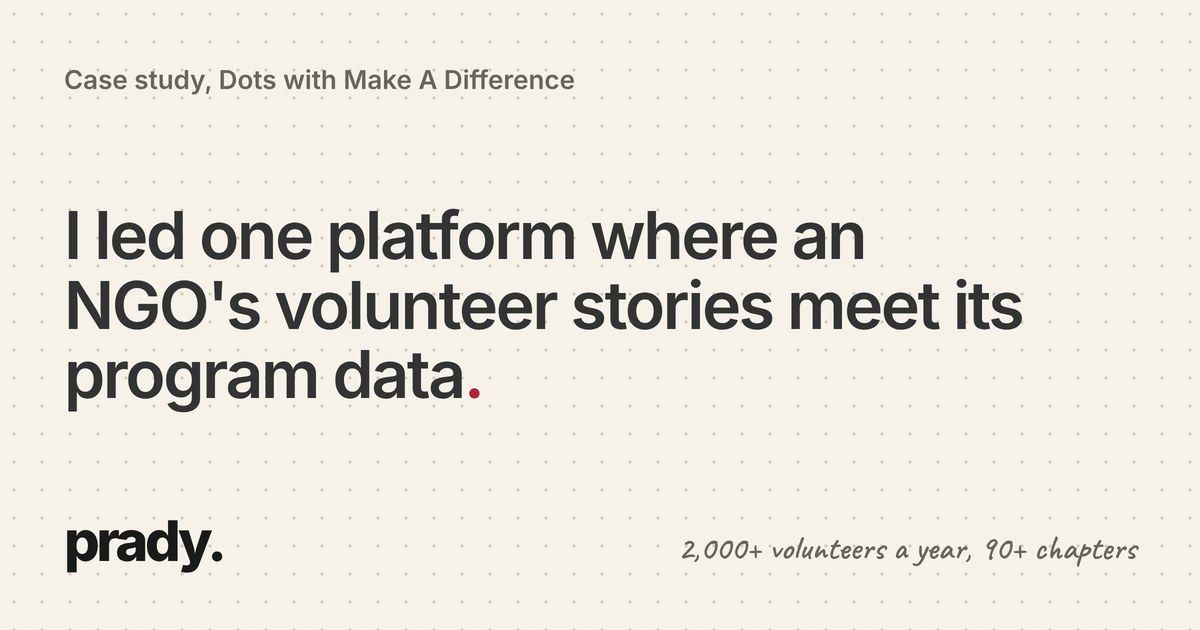 Case study, Dots with Make A Difference
I led one platform where an
NGO's volunteer stories meet its
program data.
prady.
2,000+ volunteers a year, 90+ chapters